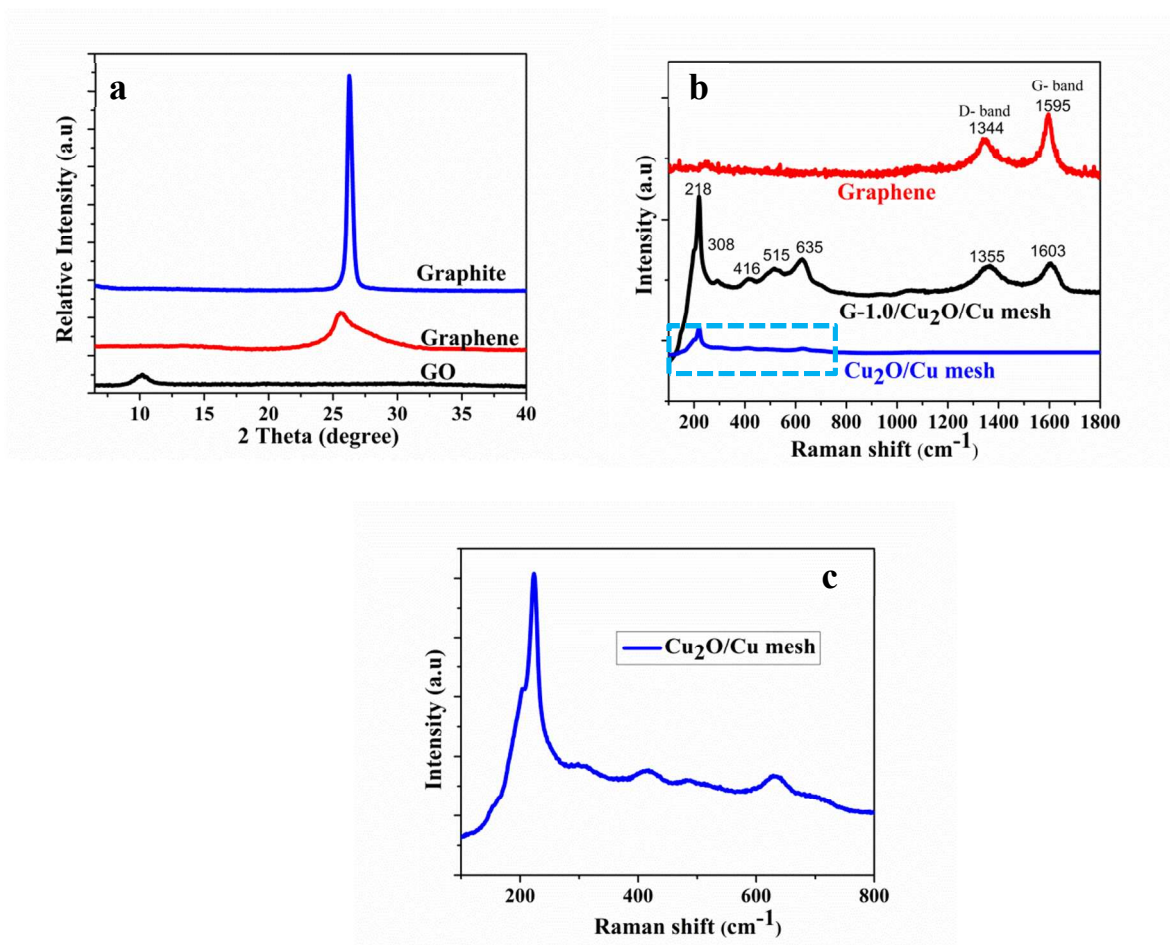 a
Relative Intensity (a.u)
Graphite
Graphene
GO
10 15 20 25 30 35 40
2 Theta (degree)
b
Intensity (a.u)
D- band
1344
G- band
1595
Graphene
218
308
416
515
635
1355
1603
G-1.0/Cu₂O/Cu mesh
Cu₂O/Cu mesh
200 400 600 800 1000 1200 1400 1600 1800
Raman shift (cm⁻¹)
c
Intensity (a.u)
Cu₂O/Cu mesh
200 400 600 800
Raman shift (cm⁻¹)